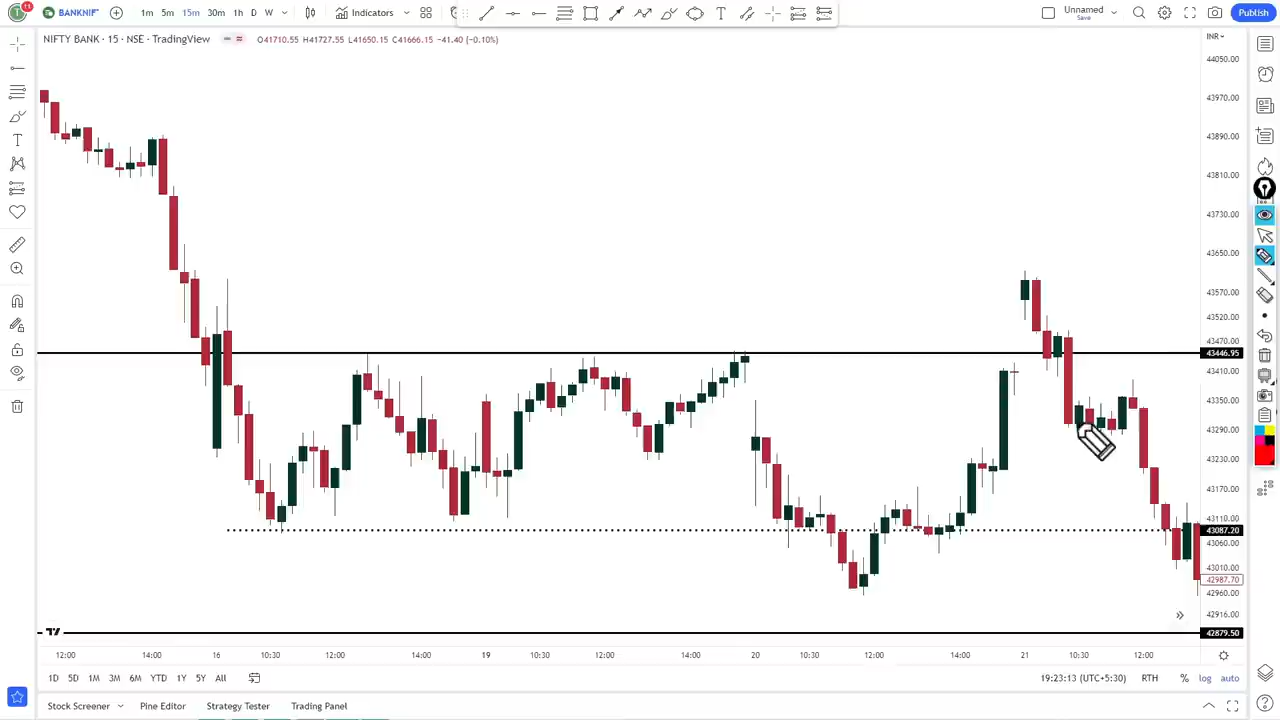 11
BANKNIF
1m 5m 15m 30m 1h D W
Indicators
Unnamed
Save
Publish
NIFTY BANK · 15 · NSE · TradingView
O41710.55 H41727.55 L41650.15 C41666.15 −41.40 (−0.10%)
INR
44050.00
43970.00
43890.00
43810.00
43730.00
43650.00
43570.00
43520.00
43470.00
43446.95
43410.00
43350.00
43290.00
43230.00
43170.00
43110.00
43087.20
43060.00
43010.00
42987.70
42960.00
42916.00
42879.50
12:00 14:00 16 10:30 12:00 14:00 19 10:30 12:00 14:00 20 10:30 12:00 14:00 21 10:30 12:00
1D 5D 1M 3M 6M YTD 1Y 5Y All
19:23:13 (UTC+5:30) RTH % log auto
Stock Screener Pine Editor Strategy Tester Trading Panel